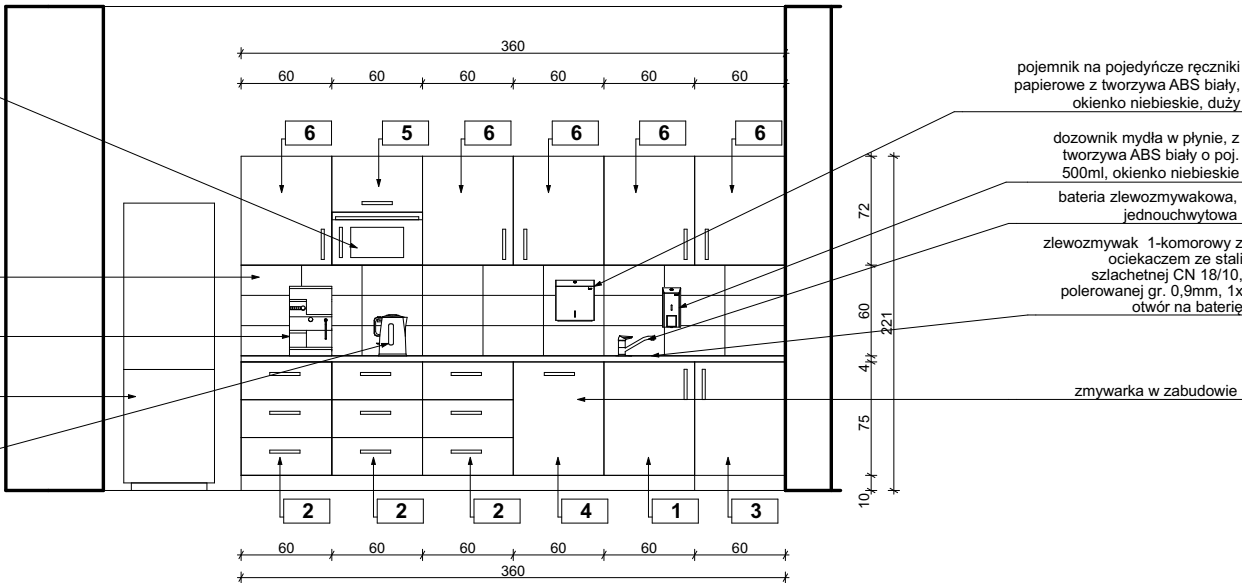 360
60 60 60 60 60 60
6 5 6 6 6 6
pojemnik na pojedyńcze ręczniki
papierowe z tworzywa ABS biały,
okienko niebieskie, duży
dozownik mydła w płynie, z
tworzywa ABS biały o poj.
500ml, okienko niebieskie
bateria zlewozmywakowa,
jednouchwytowa
zlewozmywak 1-komorowy z
ociekaczem ze stali
szlachetnej CN 18/10,
polerowanej gr. 0,9mm, 1x
otwór na baterię
zmywarka w zabudowie
72
60
221
4
75
10
2 2 2 4 1 3
60 60 60 60 60 60
360